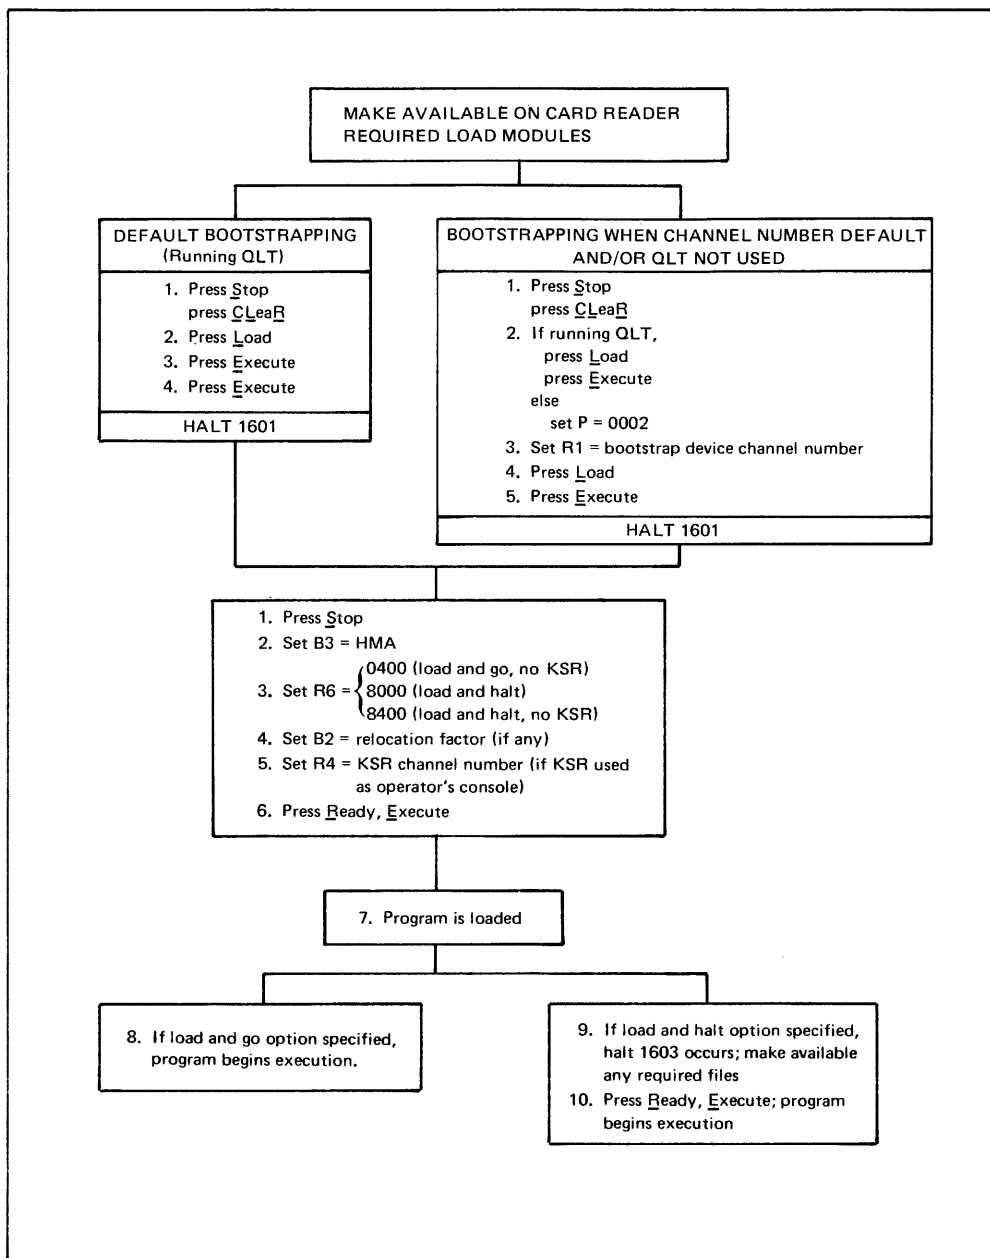 MAKE AVAILABLE ON CARD READER
REQUIRED LOAD MODULES
DEFAULT BOOTSTRAPPING
(Running QLT)
1. Press Stop
press CLeaR
2. Press Load
3. Press Execute
4. Press Execute
HALT 1601
BOOTSTRAPPING WHEN CHANNEL NUMBER DEFAULT
AND/OR QLT NOT USED
1. Press Stop
press CLeaR
2. If running QLT,
press Load
press Execute
else
set P = 0002
3. Set R1 = bootstrap device channel number
4. Press Load
5. Press Execute
HALT 1601
1. Press Stop
2. Set B3 = HMA
3. Set R6 =
0400 (load and go, no KSR)
8000 (load and halt)
8400 (load and halt, no KSR)
4. Set B2 = relocation factor (if any)
5. Set R4 = KSR channel number (if KSR used
as operator's console)
6. Press Ready, Execute
7. Program is loaded
8. If load and go option specified,
program begins execution.
9. If load and halt option specified,
halt 1603 occurs; make available
any required files
10. Press Ready, Execute; program
begins execution